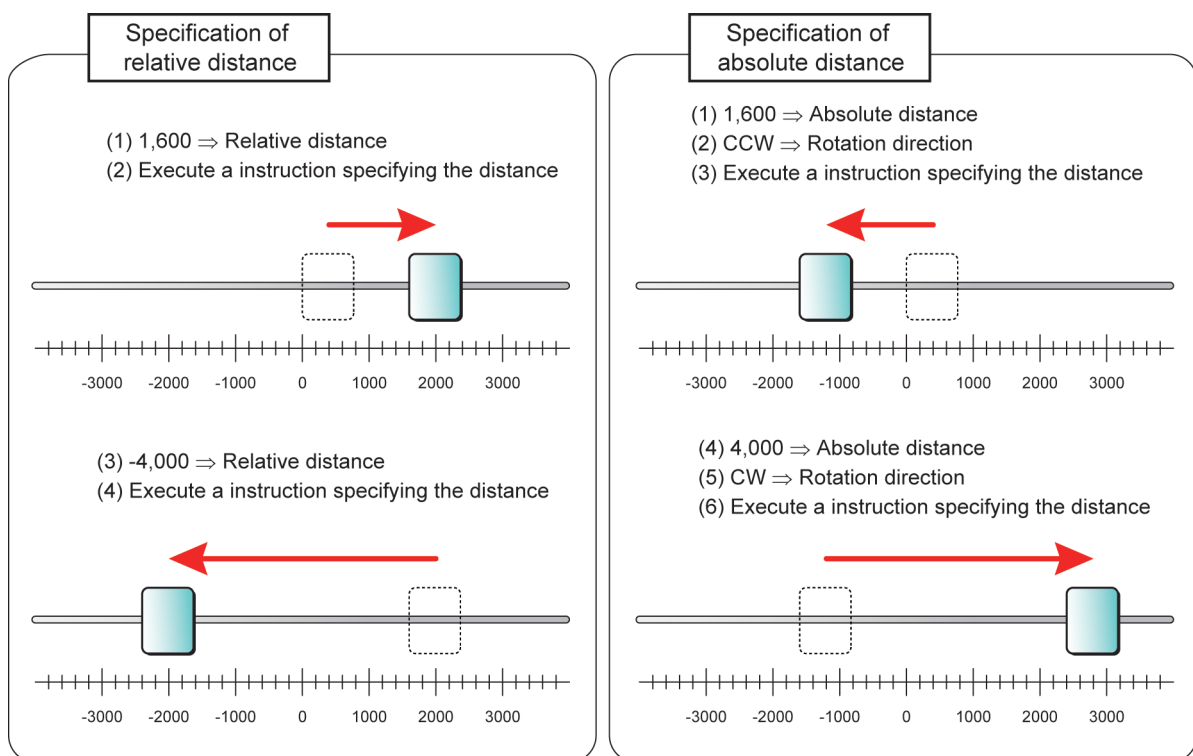 Specification of
relative distance
(1) 1,600 ⇒ Relative distance
(2) Execute a instruction specifying the distance
-3000 -2000 -1000 0 1000 2000 3000
(3) -4,000 ⇒ Relative distance
(4) Execute a instruction specifying the distance
-3000 -2000 -1000 0 1000 2000 3000
Specification of
absolute distance
(1) 1,600 ⇒ Absolute distance
(2) CCW ⇒ Rotation direction
(3) Execute a instruction specifying the distance
-3000 -2000 -1000 0 1000 2000 3000
(4) 4,000 ⇒ Absolute distance
(5) CW ⇒ Rotation direction
(6) Execute a instruction specifying the distance
-3000 -2000 -1000 0 1000 2000 3000